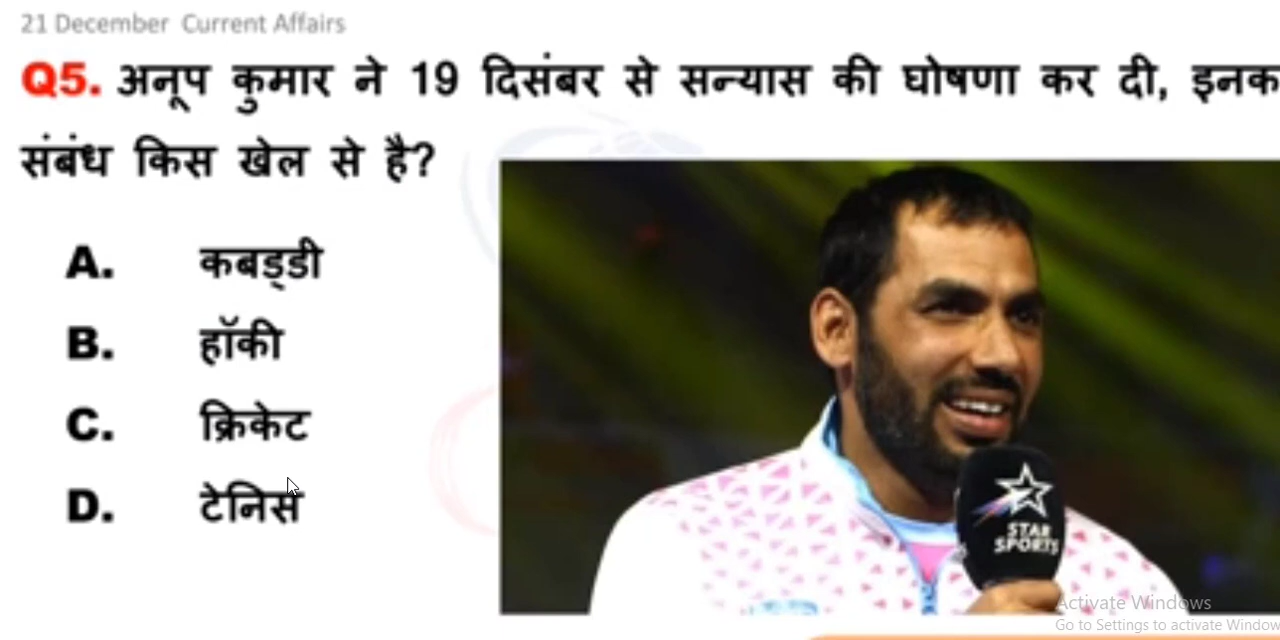 21 December Current Affairs
Q5. अनूप कुमार ने 19 दिसंबर से सन्यास की घोषणा कर दी, इनक
संबंध किस खेल से है?
A. कबड्डी
B. हॉकी
C. क्रिकेट
D. टेनिस
STAR
SPORTS
Activate Windows
Go to Settings to activate Window